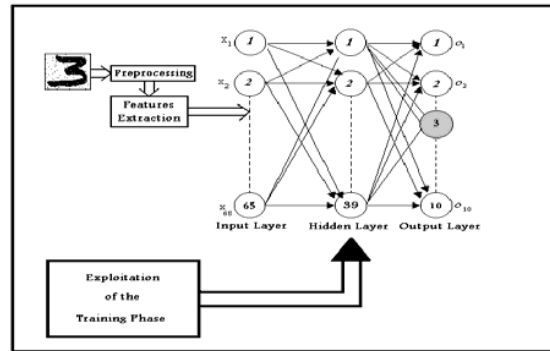 x1 1 1 1 o1
3 Preprocessing
x2 2 2 2 o2
Features
Extraction
3
x65 65 39 10 o10
Input Layer Hidden Layer Output Layer
Exploitation
of the
Training Phase